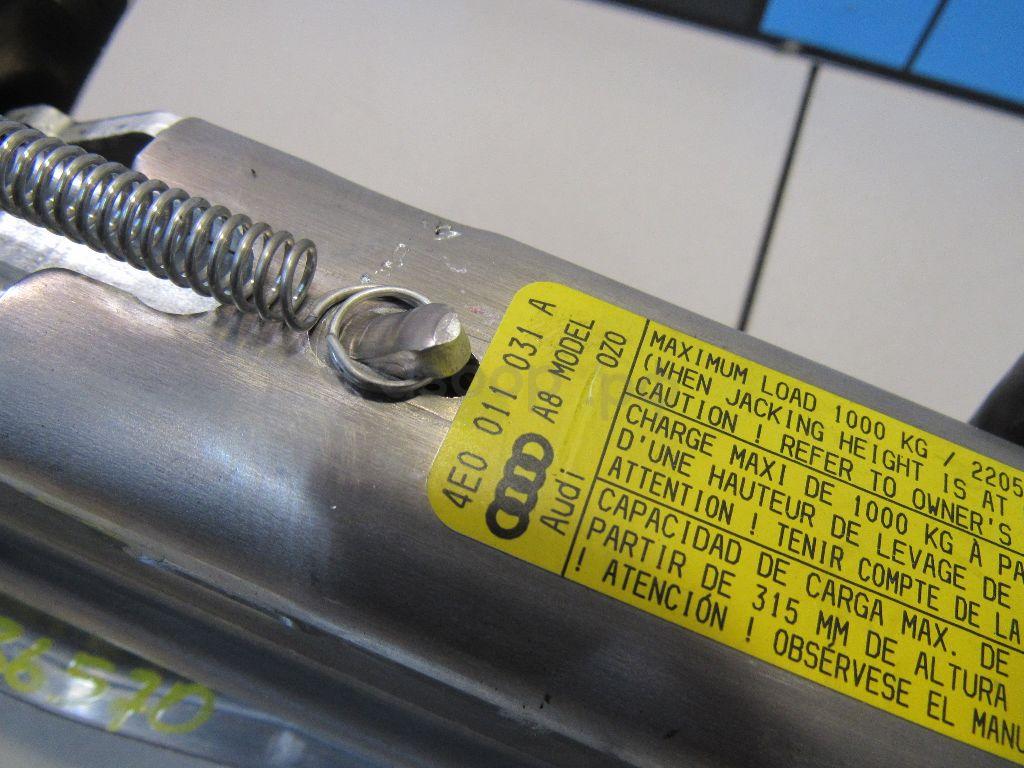 4E0 011 031 A
A8 MODEL
020
Audi
MAXIMUM LOAD 1000 KG / 2205
(WHEN JACKING HEIGHT IS AT
CAUTION ! REFER TO OWNER'S
CHARGE MAXI DE 1000 KG À PA
D'UNE HAUTEUR DE LEVAGE DE
ATTENTION ! TENIR COMPTE DE LA
CAPACIDAD DE CARGA MAX. DE
PARTIR DE 315 MM DE ALTURA
! ATENCIÓN ! OBSÉRVESE EL MANU
36.570